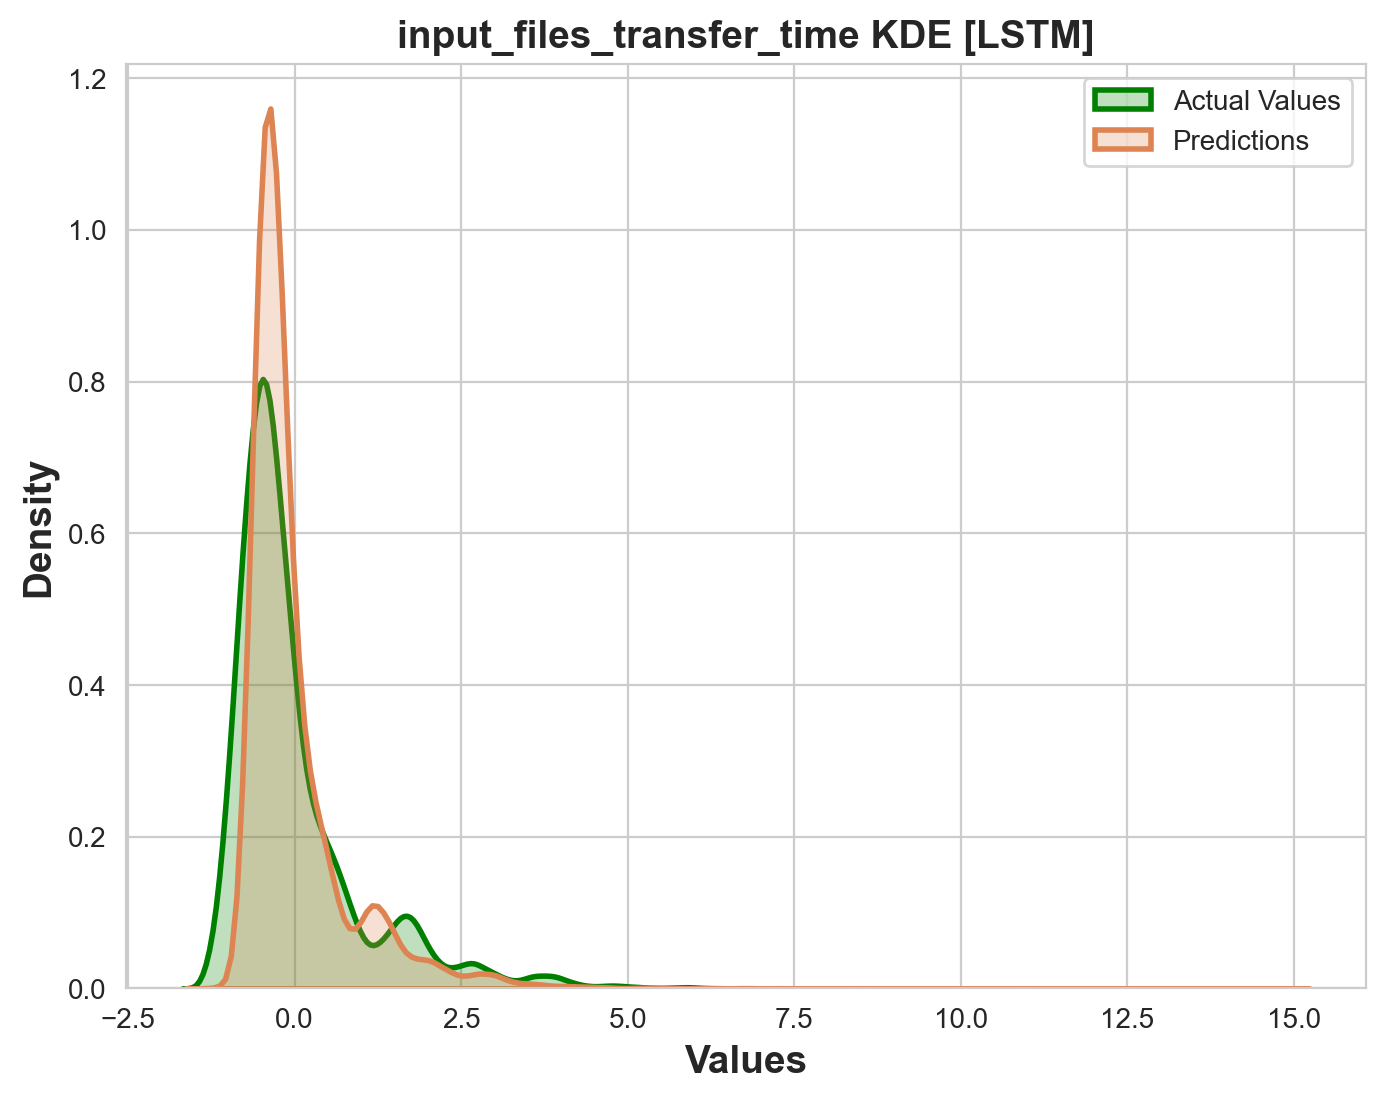 input_files_transfer_time KDE [LSTM]
Actual Values
Predictions
1.2
1.0
0.8
0.6
0.4
0.2
0.0
Density
−2.5 0.0 2.5 5.0 7.5 10.0 12.5 15.0
Values